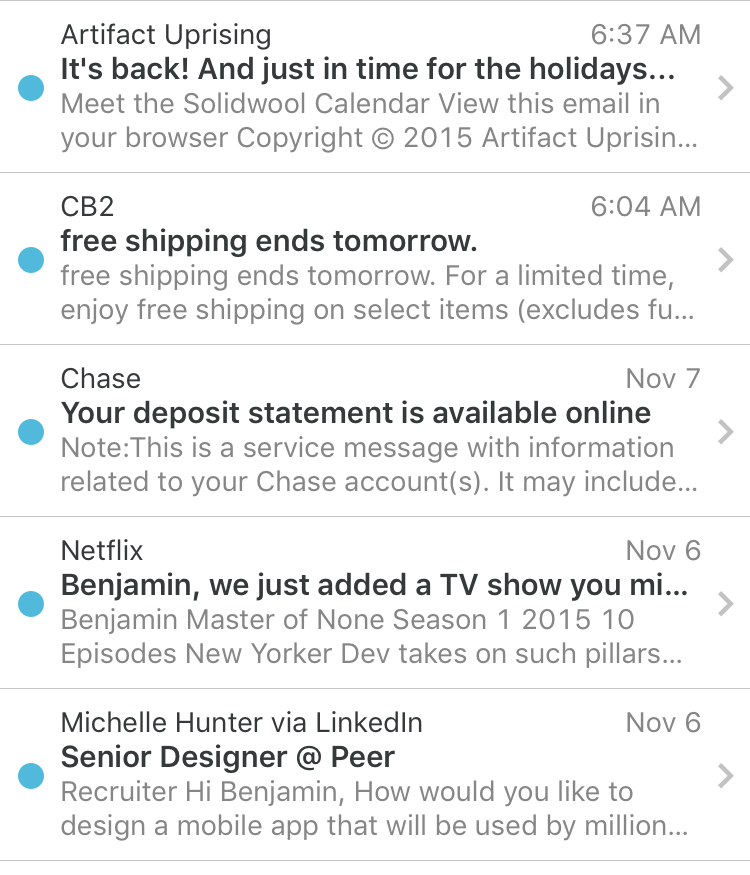 Artifact Uprising 6:37 AM
It's back! And just in time for the holidays...
Meet the Solidwool Calendar View this email in
your browser Copyright © 2015 Artifact Uprisin...
CB2 6:04 AM
free shipping ends tomorrow.
free shipping ends tomorrow. For a limited time,
enjoy free shipping on select items (excludes fu...
Chase Nov 7
Your deposit statement is available online
Note:This is a service message with information
related to your Chase account(s). It may include...
Netflix Nov 6
Benjamin, we just added a TV show you mi...
Benjamin Master of None Season 1 2015 10
Episodes New Yorker Dev takes on such pillars...
Michelle Hunter via LinkedIn Nov 6
Senior Designer @ Peer
Recruiter Hi Benjamin, How would you like to
design a mobile app that will be used by million...